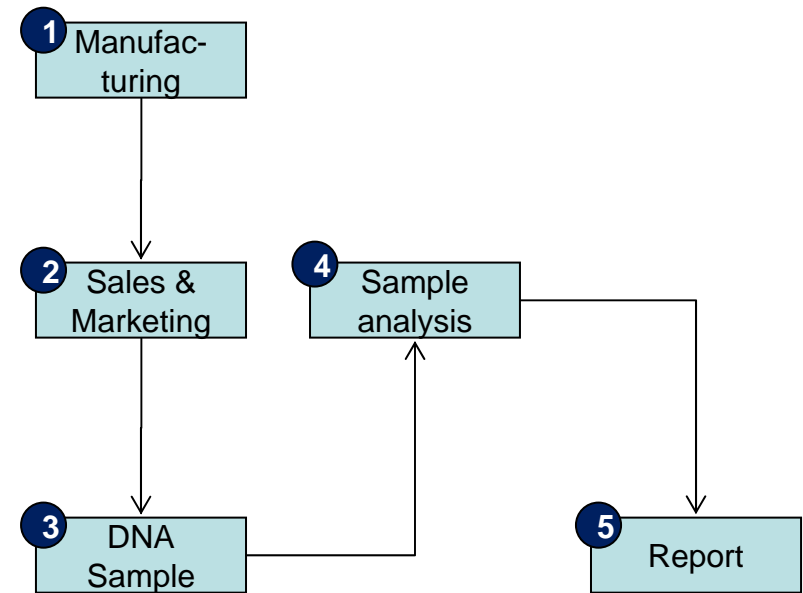 1
Manufac-
turing
2
Sales &
Marketing
3
DNA
Sample
4
Sample
analysis
5
Report